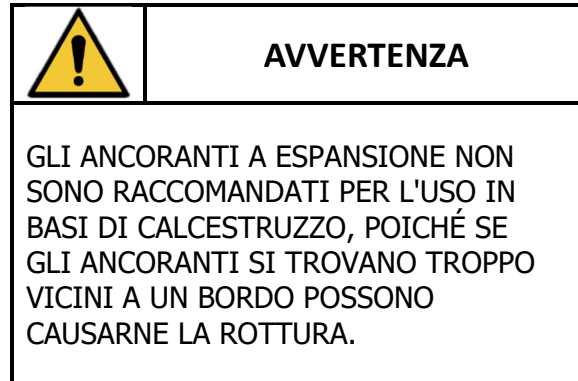 AVVERTENZA
GLI ANCORANTI A ESPANSIONE NON
SONO RACCOMANDATI PER L'USO IN
BASI DI CALCESTRUZZO, POICHÉ SE
GLI ANCORANTI SI TROVANO TROPPO
VICINI A UN BORDO POSSONO
CAUSARNE LA ROTTURA.